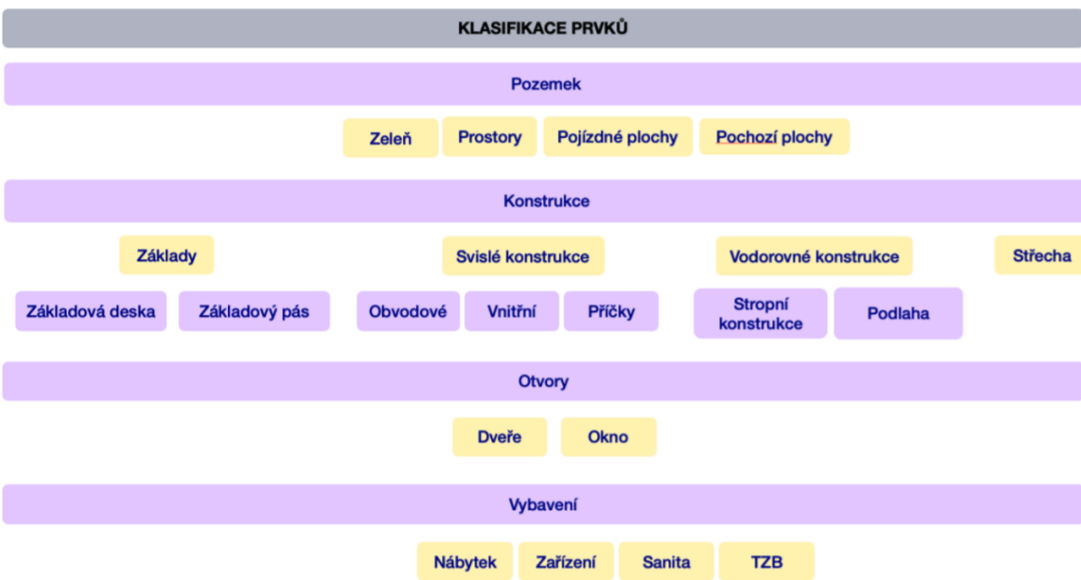 KLASIFIKACE PRVKŮ
Pozemek
Zeleň
Prostory
Pojízdné plochy
Pochozí plochy
Konstrukce
Základy
Svislé konstrukce
Vodorovné konstrukce
Střecha
Základová deska
Základový pás
Obvodové
Vnitřní
Příčky
Stropní
konstrukce
Podlaha
Otvory
Dveře
Okno
Vybavení
Nábytek
Zařízení
Sanita
TZB